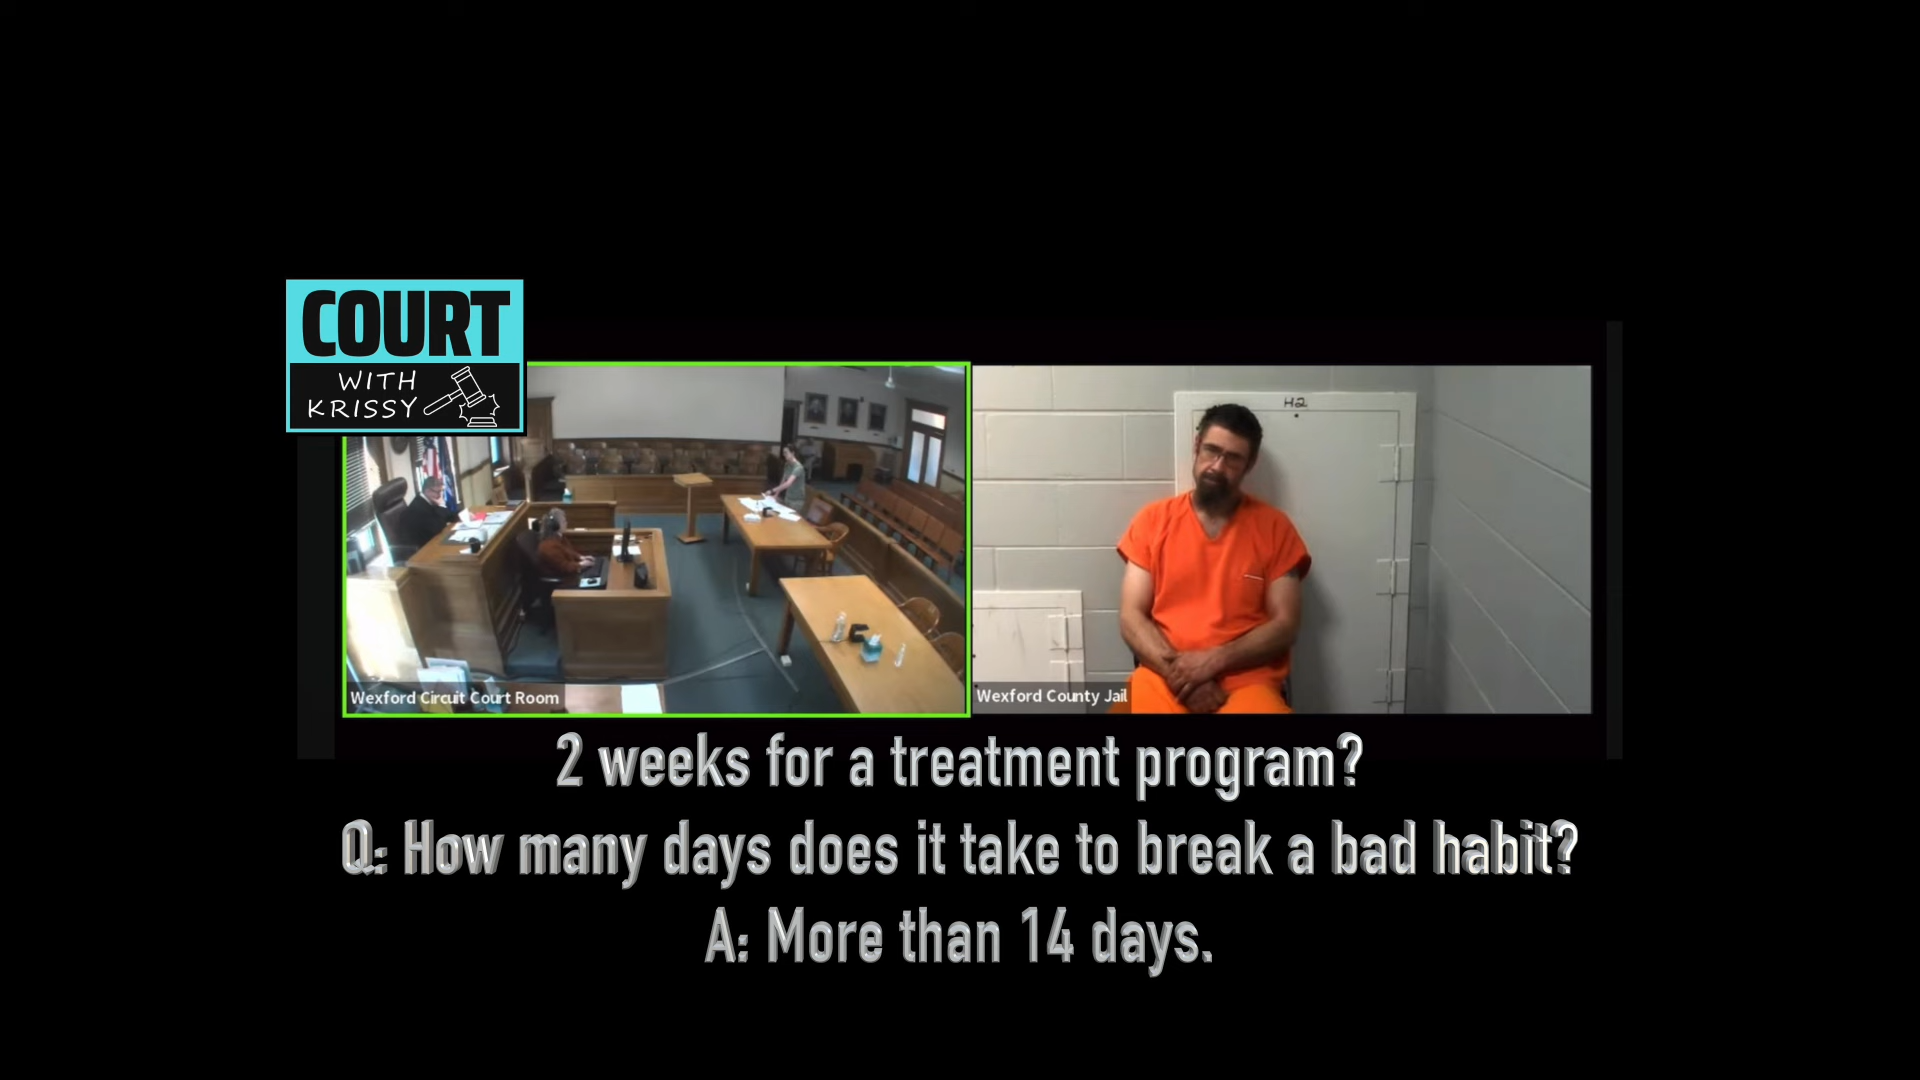 COURT
WITH
KRISSY
H2
Wexford Circuit Court Room
Wexford County Jail
2 weeks for a treatment program?
Q: How many days does it take to break a bad habit?
A: More than 14 days.